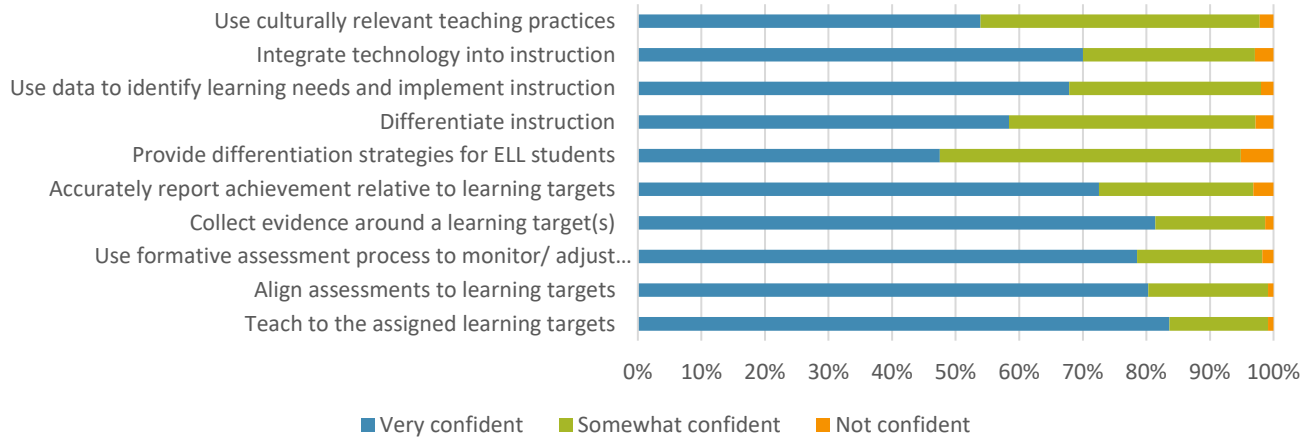 Use culturally relevant teaching practices
Integrate technology into instruction
Use data to identify learning needs and implement instruction
Differentiate instruction
Provide differentiation strategies for ELL students
Accurately report achievement relative to learning targets
Collect evidence around a learning target(s)
Use formative assessment process to monitor/ adjust...
Align assessments to learning targets
Teach to the assigned learning targets
0% 10% 20% 30% 40% 50% 60% 70% 80% 90% 100%
Very confident Somewhat confident Not confident